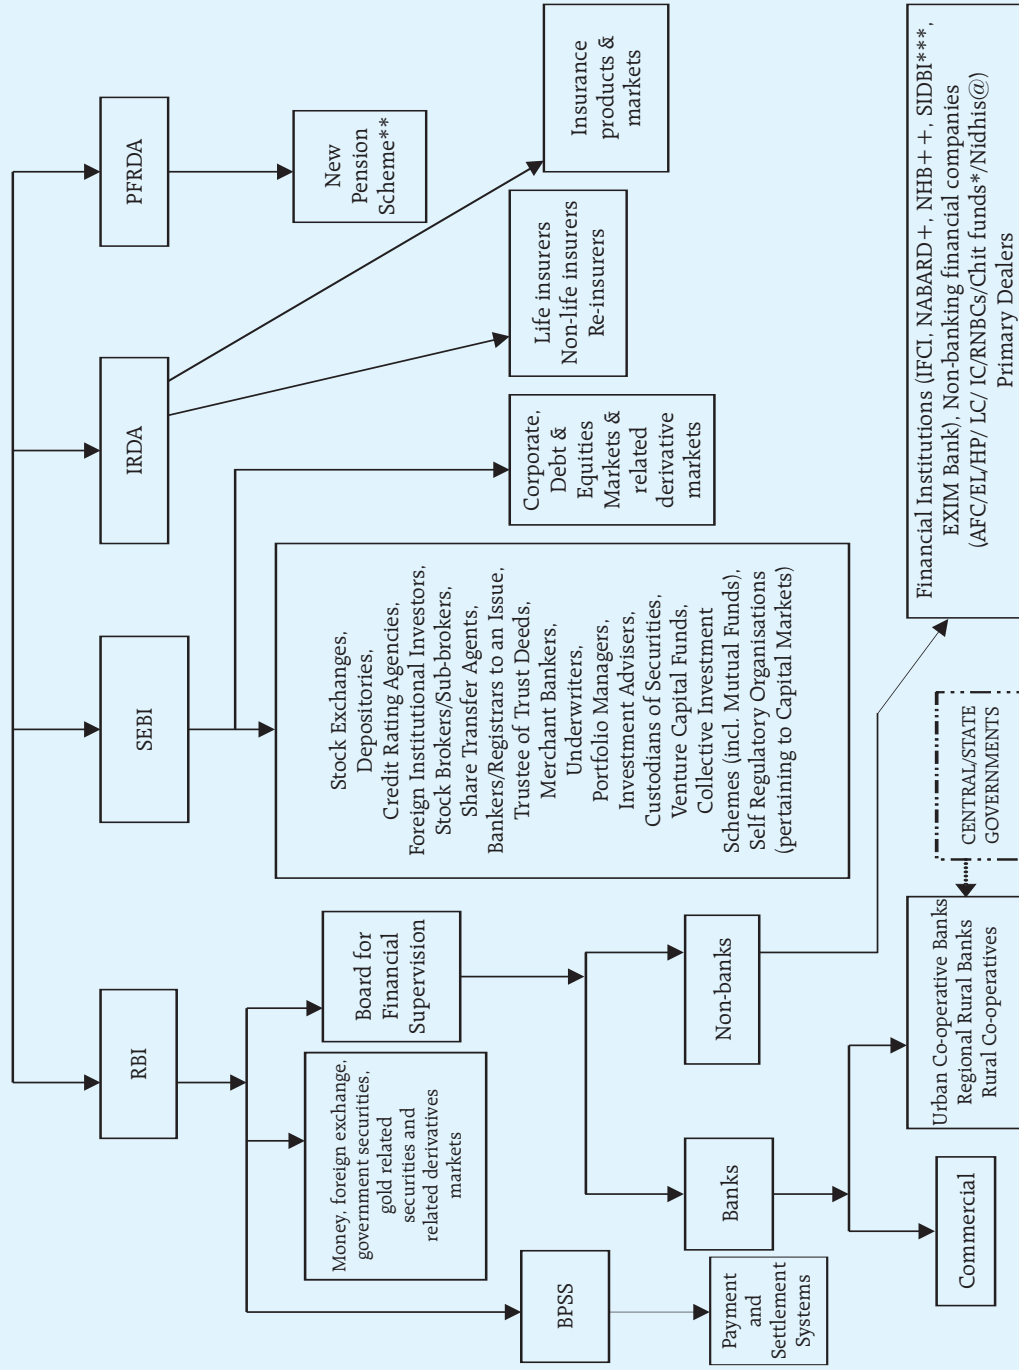 RBI
SEBI
IRDA
PFRDA
Money, foreign exchange,
government securities,
gold related
securities and
related derivatives
markets
Board for
Financial
Supervision
Stock Exchanges,
Depositories,
Credit Rating Agencies,
Foreign Institutional Investors,
Stock Brokers/Sub-brokers,
Share Transfer Agents,
Bankers/Registrars to an Issue,
Trustee of Trust Deeds,
Merchant Bankers,
Underwriters,
Portfolio Managers,
Investment Advisers,
Custodians of Securities,
Venture Capital Funds,
Collective Investment
Schemes (incl. Mutual Funds),
Self Regulatory Organisations
(pertaining to Capital Markets)
New
Pension
Scheme**
BPSS
Corporate,
Debt &
Equities
Markets &
related
derivative
markets
Life insurers
Non-life insurers
Re-insurers
Insurance
products &
markets
Payment
and
Settlement
Systems
Banks
Non-banks
Commercial
Urban Co-operative Banks
Regional Rural Banks
Rural Co-operatives
CENTRAL/STATE
GOVERNMENTS
Financial Institutions (IFCI, NABARD+, NHB++, SIDBI***,
EXIM Bank), Non-banking financial companies
(AFC/EL/HP/ LC/ IC/RNBCs/Chit funds*/Nidhis@)
Primary Dealers